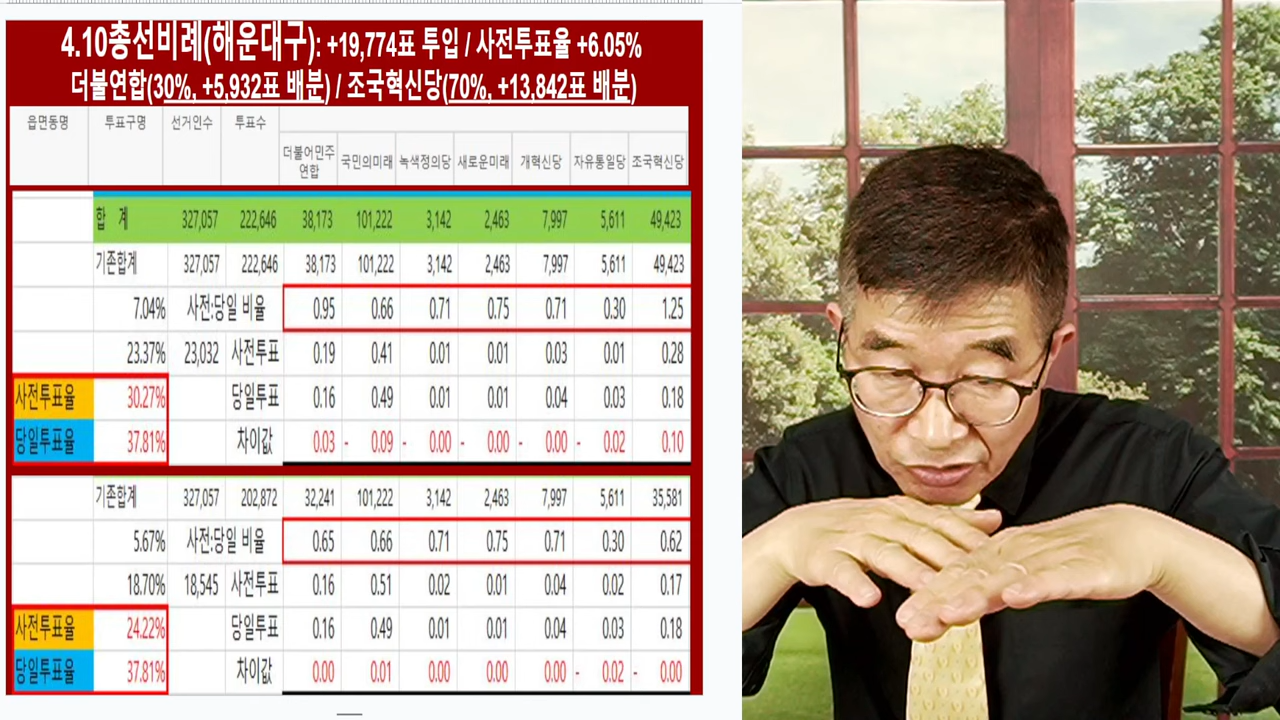 4.10총선비례(해운대구): +19,774표 투입 / 사전투표율 +6.05%
더불연합(30%, +5,932표 배분) / 조국혁신당(70%, +13,842표 배분)
읍면동명 투표구명 선거인수 투표수
더불어민주연합 국민의미래 녹색정의당 새로운미래 개혁신당 자유통일당 조국혁신당
합 계 327,057 222,646 38,173 101,222 3,142 2,463 7,997 5,611 49,423
기존합계 327,057 222,646 38,173 101,222 3,142 2,463 7,997 5,611 49,423
7.04% 사전:당일 비율 0.95 0.66 0.71 0.75 0.71 0.30 1.25
23.37% 23,032 사전투표 0.19 0.41 0.01 0.01 0.03 0.01 0.28
사전투표율 30.27% 당일투표 0.16 0.49 0.01 0.01 0.04 0.03 0.18
당일투표율 37.81% 차이값 0.03 - 0.09 - 0.00 - 0.00 - 0.00 - 0.02 0.10
기존합계 327,057 202,872 32,241 101,222 3,142 2,463 7,997 5,611 35,581
5.67% 사전:당일 비율 0.65 0.66 0.71 0.75 0.71 0.30 0.62
18.70% 18,545 사전투표 0.16 0.51 0.02 0.01 0.04 0.02 0.17
사전투표율 24.22% 당일투표 0.16 0.49 0.01 0.01 0.04 0.03 0.18
당일투표율 37.81% 차이값 0.00 0.01 0.00 0.00 0.00 - 0.02 - 0.00